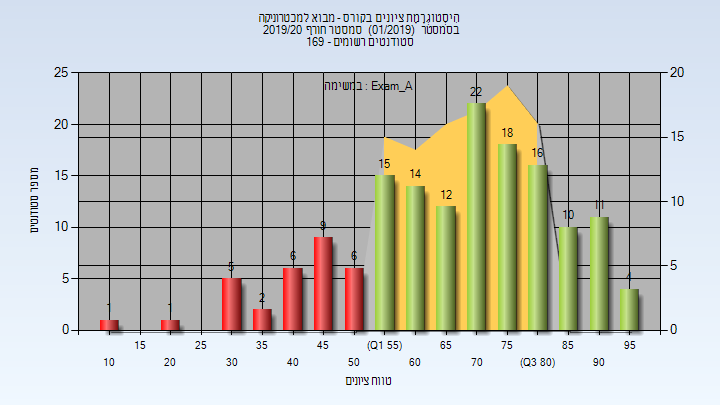 היסטוגרמת ציונים בקורס - מבוא למכטרוניקה
בסמסטר (01/2019) סמסטר חורף 2019/20
סטודנטים רשומים - 169
במשימה : Exam_A
25 20 15 10 5 0
20 15 10 5 0
מספר סטודנטים
1 1 5 2 6 9 6 15 14 12 22 18 16 10 11 4
15 25 35 45 (Q1 55) 65 75 85 95
10 20 30 40 50 60 70 (Q3 80) 90
טווח ציונים